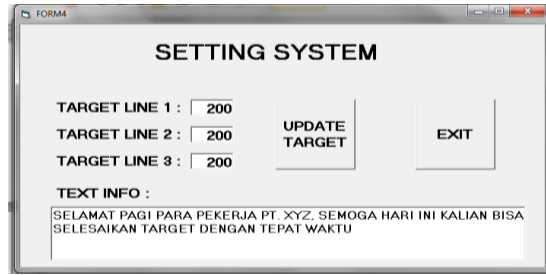 FORM4
SETTING SYSTEM
TARGET LINE 1 : 200
TARGET LINE 2 : 200
TARGET LINE 3 : 200
UPDATE
TARGET
EXIT
TEXT INFO :
SELAMAT PAGI PARA PEKERJA PT. XYZ, SEMOGA HARI INI KALIAN BISA
SELESAIKAN TARGET DENGAN TEPAT WAKTU